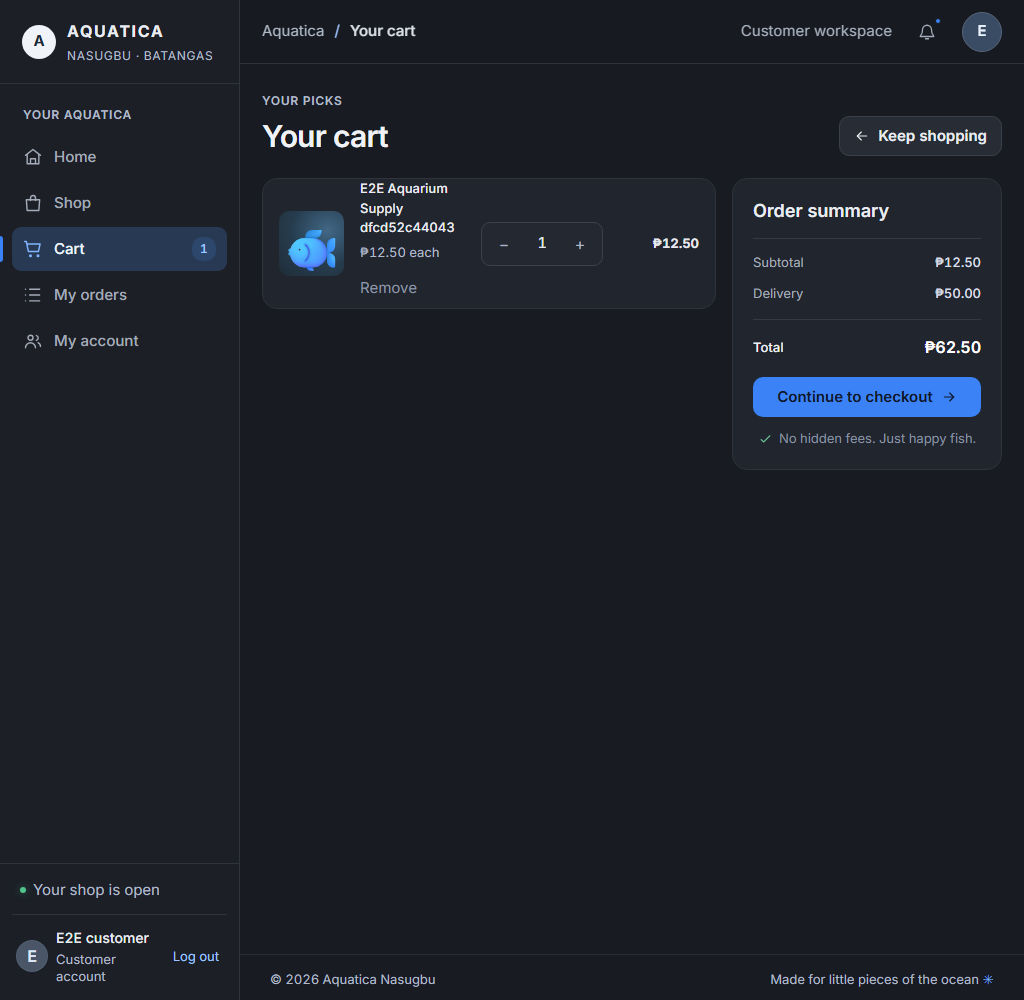 A
AQUATICA
NASUGBU · BATANGAS
YOUR AQUATICA
Home
Shop
Cart
1
My orders
My account
Your shop is open
E
E2E customer
Customer
account
Log out
Aquatica / Your cart
Customer workspace
E
YOUR PICKS
Your cart
← Keep shopping
E2E Aquarium
Supply
dfcd52c44043
₱12.50 each
Remove
− 1 +
₱12.50
Order summary
Subtotal ₱12.50
Delivery ₱50.00
Total ₱62.50
Continue to checkout →
✓ No hidden fees. Just happy fish.
© 2026 Aquatica Nasugbu
Made for little pieces of the ocean ✳